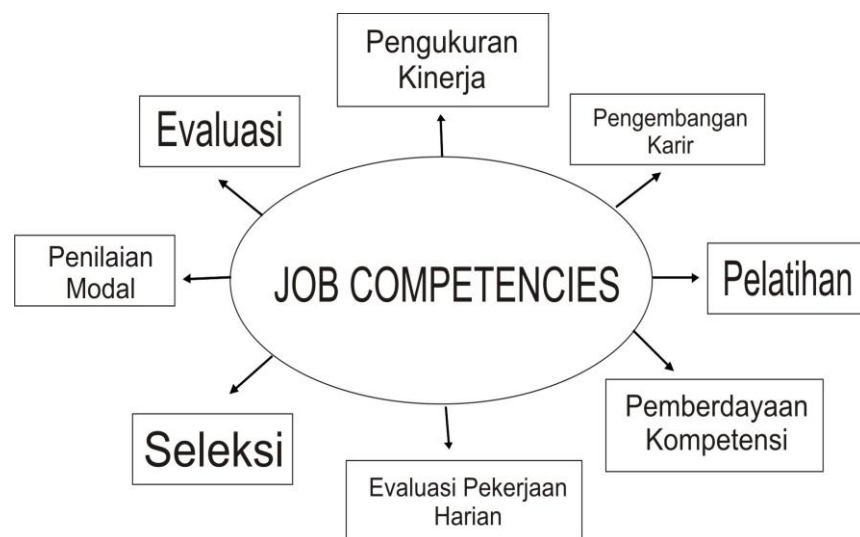 Pengukuran
Kinerja
Evaluasi
Pengembangan
Karir
Penilaian
Modal
JOB COMPETENCIES
Pelatihan
Seleksi
Pemberdayaan
Kompetensi
Evaluasi Pekerjaan
Harian